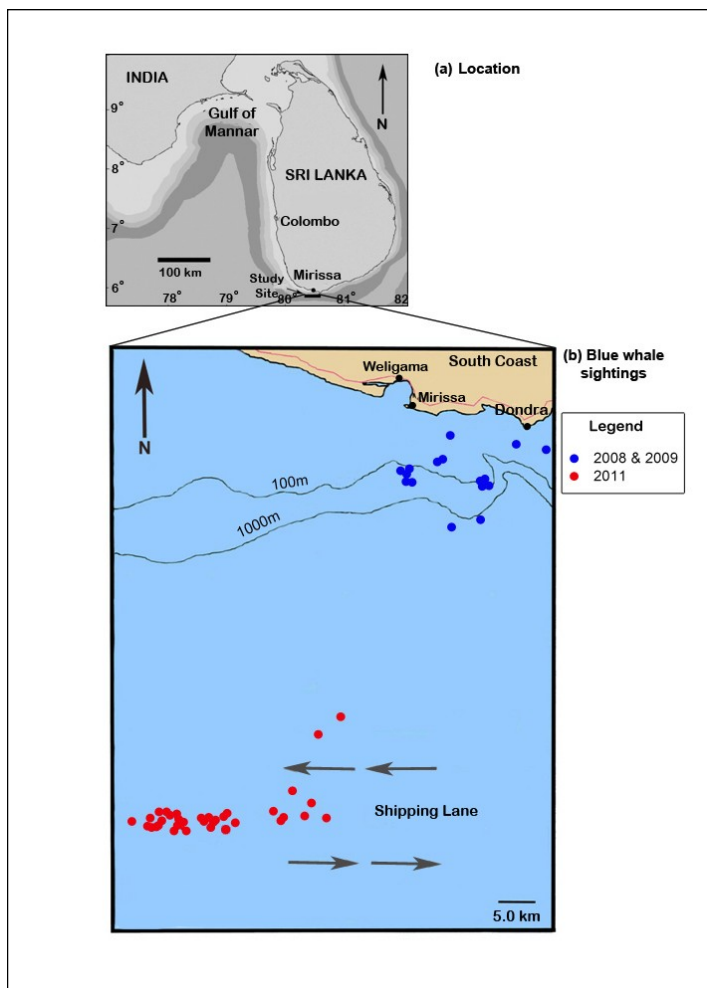 (a) Location
INDIA
N
9°
Gulf of
Mannar
8°
SRI LANKA
7°
Colombo
100 km
Study
Site
Mirissa
6°
78°
79°
80°
81°
82
(b) Blue whale
sightings
South Coast
Weligama
Mirissa
Dondra
N
Legend
2008 & 2009
2011
100m
1000m
Shipping Lane
5.0 km